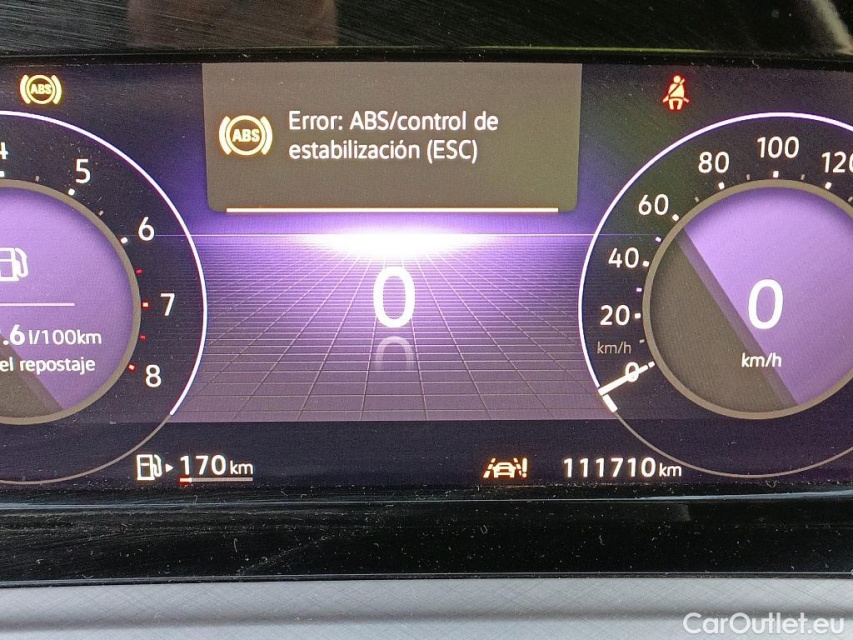 ABS
ABS
Error: ABS/control de
estabilización (ESC)
5
6
7
8
.6 l/100km
el repostaje
0
100
80
60
40
20
km/h
0
0
km/h
170 km
111710 km
CarOutlet.eu